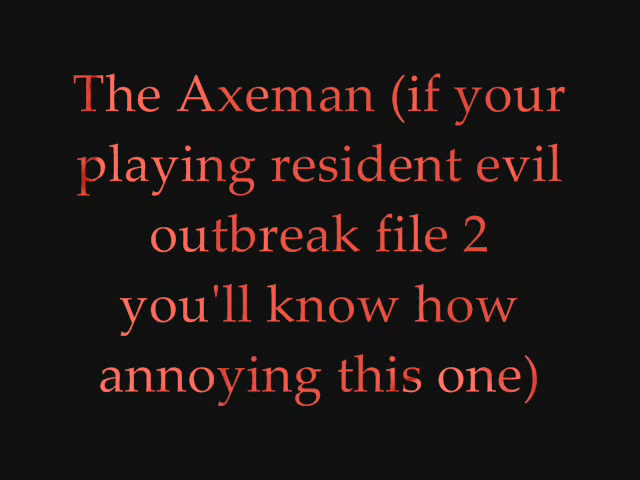 The Axeman (if your
playing resident evil
outbreak file 2
you'll know how
annoying this one)